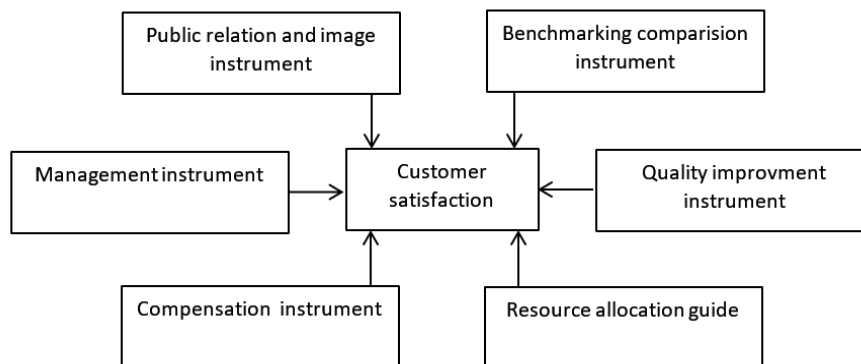 Public relation and image
instrument
Benchmarking comparision
instrument
Management instrument
Customer
satisfaction
Quality improvment
instrument
Compensation instrument
Resource allocation guide